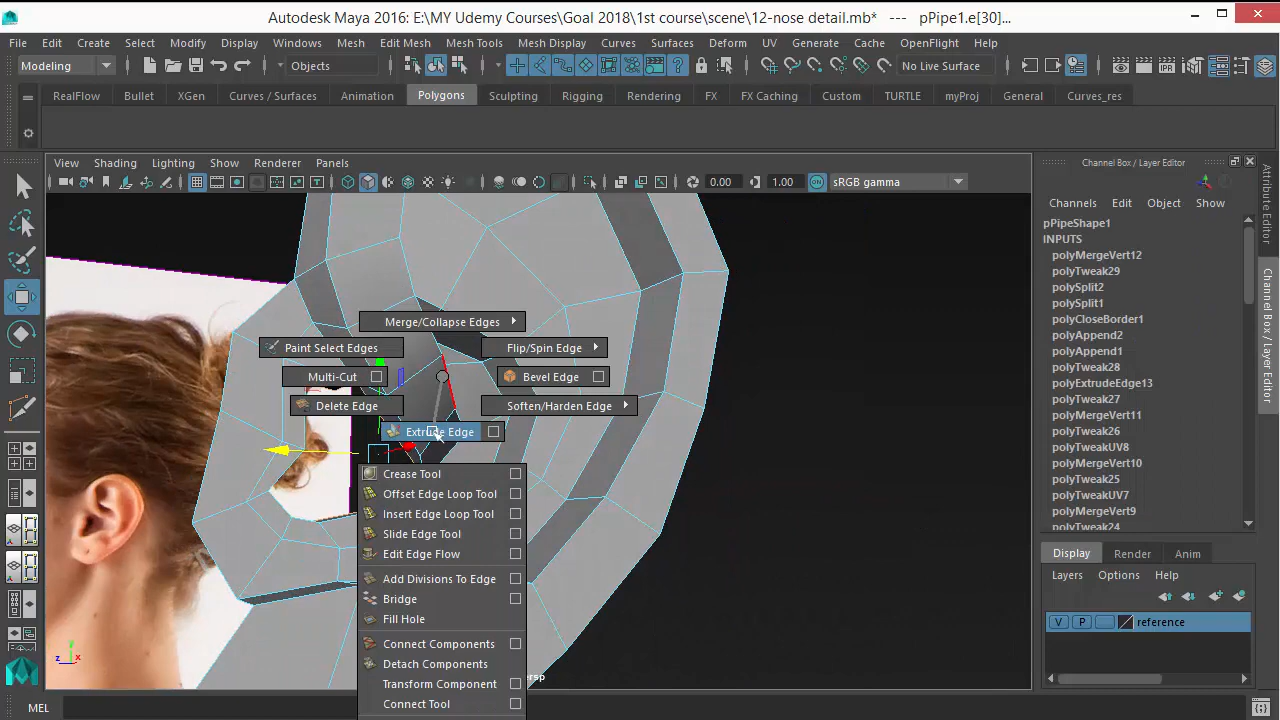 Autodesk Maya 2016: E:\MY Udemy Courses\Goal 2018\1st course\scene\12-nose detail.mb* --- pPipe1.e[30]...
File Edit Create Select Modify Display Windows Mesh Edit Mesh Mesh Tools Mesh Display Curves Surfaces Deform UV Generate Cache OpenFlight Help
Modeling Objects No Live Surface
RealFlow Bullet XGen Curves / Surfaces Animation Polygons Sculpting Rigging Rendering FX FX Caching Custom TURTLE myProj General Curves_res
View Shading Lighting Show Renderer Panels
0.00 1.00 ON sRGB gamma
Channel Box / Layer Editor
Channels Edit Object Show
pPipeShape1
INPUTS
polyMergeVert12
polyTweak29
polySplit2
polySplit1
polyCloseBorder1
polyAppend2
polyAppend1
polyTweak28
polyExtrudeEdge13
polyTweak27
polyTweak26
polyTweakUV8
polyMergeVert10
polyTweak25
polyTweakUV7
polyMergeVert9
polyTweak24
Attribute Editor
Channel Box / Layer Editor
Merge/Collapse Edges
Paint Select Edges
Flip/Spin Edge
Multi-Cut
Bevel Edge
Delete Edge
Soften/Harden Edge
Extrude Edge
Crease Tool
Offset Edge Loop Tool
Insert Edge Loop Tool
Slide Edge Tool
Edit Edge Flow
Add Divisions To Edge
Bridge
Fill Hole
Connect Components
Detach Components
Transform Component
Connect Tool
Display Render Anim
Layers Options Help
V P reference
y
z x
persp
MEL